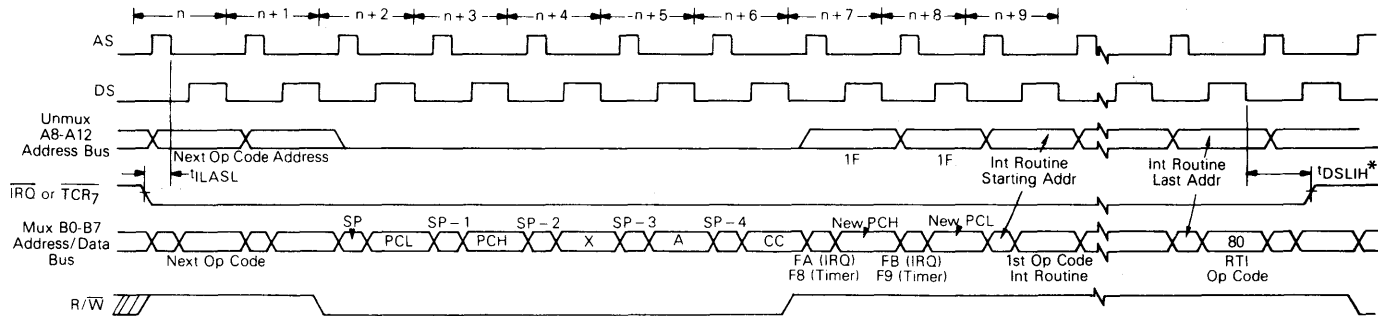 n n+1 n+2 n+3 n+4 n+5 n+6 n+7 n+8 n+9
AS
DS
Unmux
A8-A12
Address Bus
Next Op Code Address
1F 1F
Int Routine
Starting Addr
Int Routine
Last Addr
tILASL
tDSLIH*
IRQ or TCR7
Mux B0-B7
Address/Data
Bus
SP SP-1 SP-2 SP-3 SP-4 New PCH New PCL
PCL PCH X A CC 80
Next Op Code
FA (IRQ)
F8 (Timer)
FB (IRQ)
F9 (Timer)
1st Op Code
Int Routine
RTI
Op Code
R/W